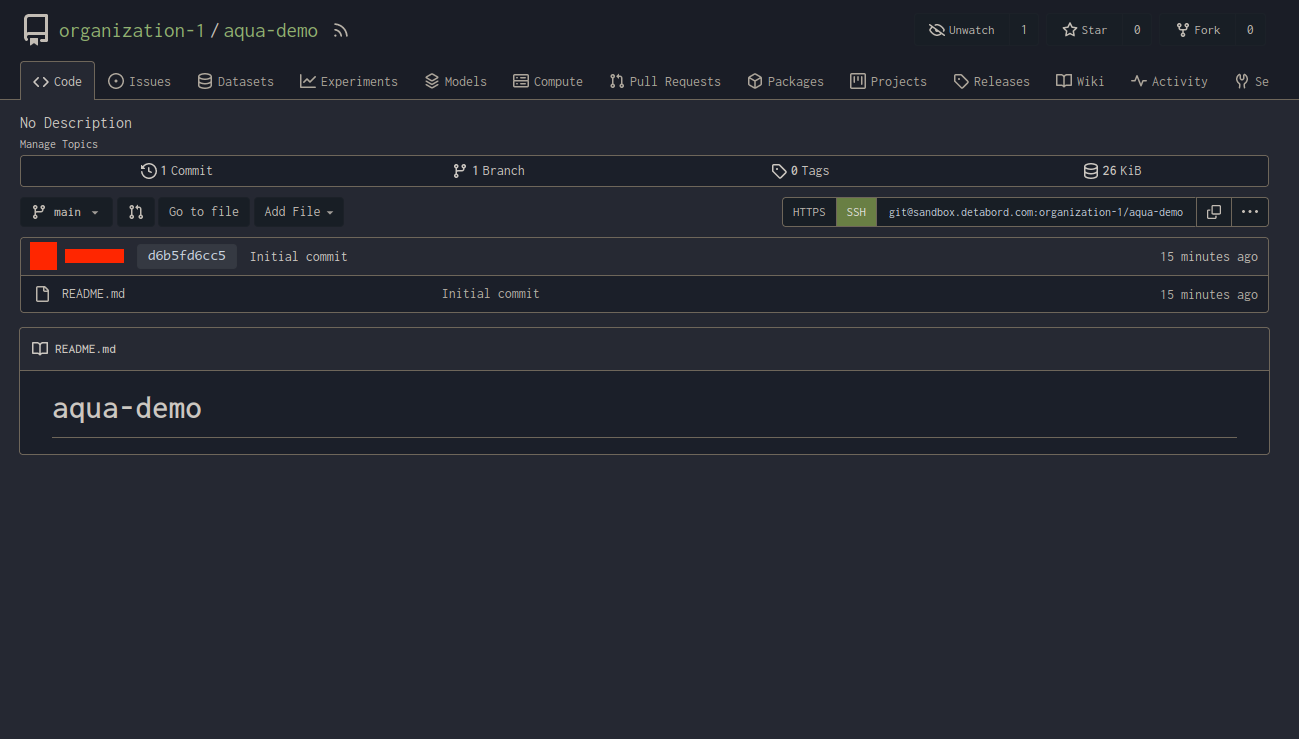 organization-1 / aqua-demo Unwatch 1 Star 0 Fork 0
Code Issues Datasets Experiments Models Compute Pull Requests Packages Projects Releases Wiki Activity Se
No Description
Manage Topics
1 Commit 1 Branch 0 Tags 26 KiB
main Go to file Add File HTTPS SSH git@sandbox.detabord.com:organization-1/aqua-demo ...
d6b5fd6cc5 Initial commit 15 minutes ago
README.md Initial commit 15 minutes ago
README.md
aqua-demo